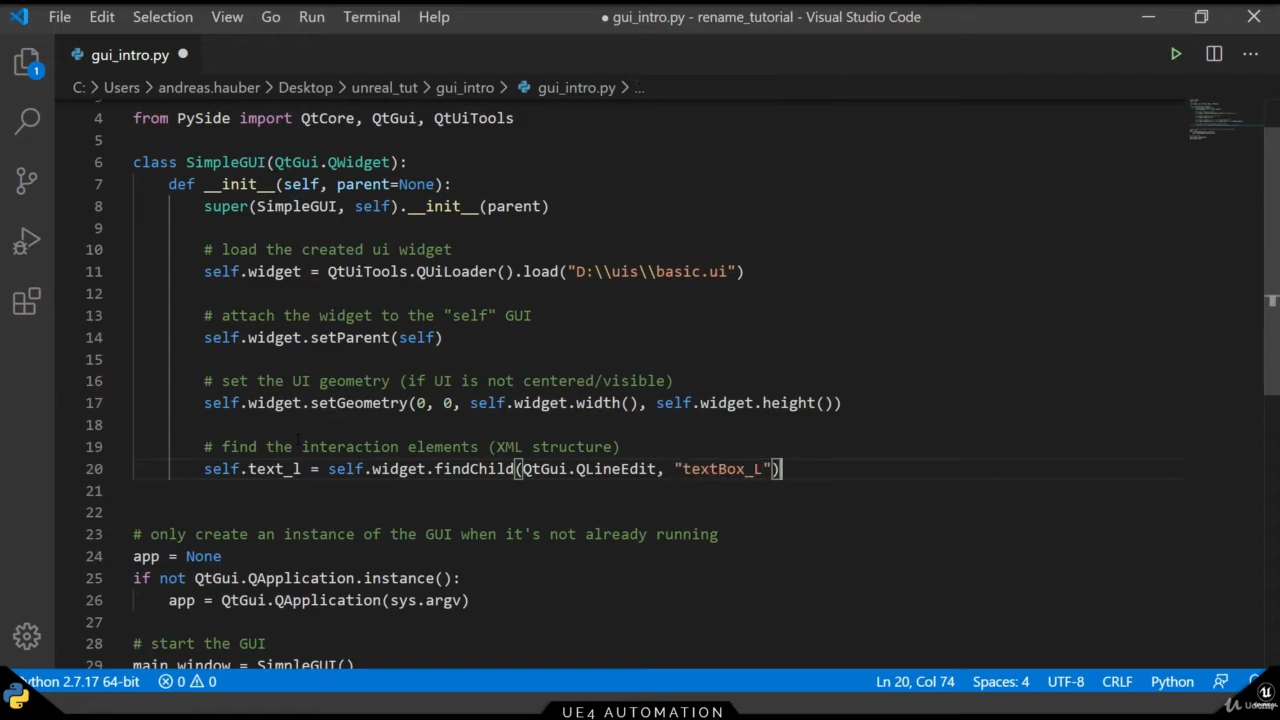 File Edit Selection View Go Run Terminal Help ● gui_intro.py - rename_tutorial - Visual Studio Code
gui_intro.py
1
C: > Users > andreas.hauber > Desktop > unreal_tut > gui_intro > gui_intro.py > ...
4 from PySide import QtCore, QtGui, QtUiTools
5
6 class SimpleGUI(QtGui.QWidget):
7 def __init__(self, parent=None):
8 super(SimpleGUI, self).__init__(parent)
9
10 # load the created ui widget
11 self.widget = QtUiTools.QUiLoader().load("D:\\uis\\basic.ui")
12
13 # attach the widget to the "self" GUI
14 self.widget.setParent(self)
15
16 # set the UI geometry (if UI is not centered/visible)
17 self.widget.setGeometry(0, 0, self.widget.width(), self.widget.height())
18
19 # find the interaction elements (XML structure)
20 self.text_l = self.widget.findChild(QtGui.QLineEdit, "textBox_L")
21
22
23 # only create an instance of the GUI when it's not already running
24 app = None
25 if not QtGui.QApplication.instance():
26 app = QtGui.QApplication(sys.argv)
27
28 # start the GUI
29 main_window = SimpleGUI()
ython 2.7.17 64-bit 0 0 Ln 20, Col 74 Spaces: 4 UTF-8 CRLF Python
UE4 AUTOMATION